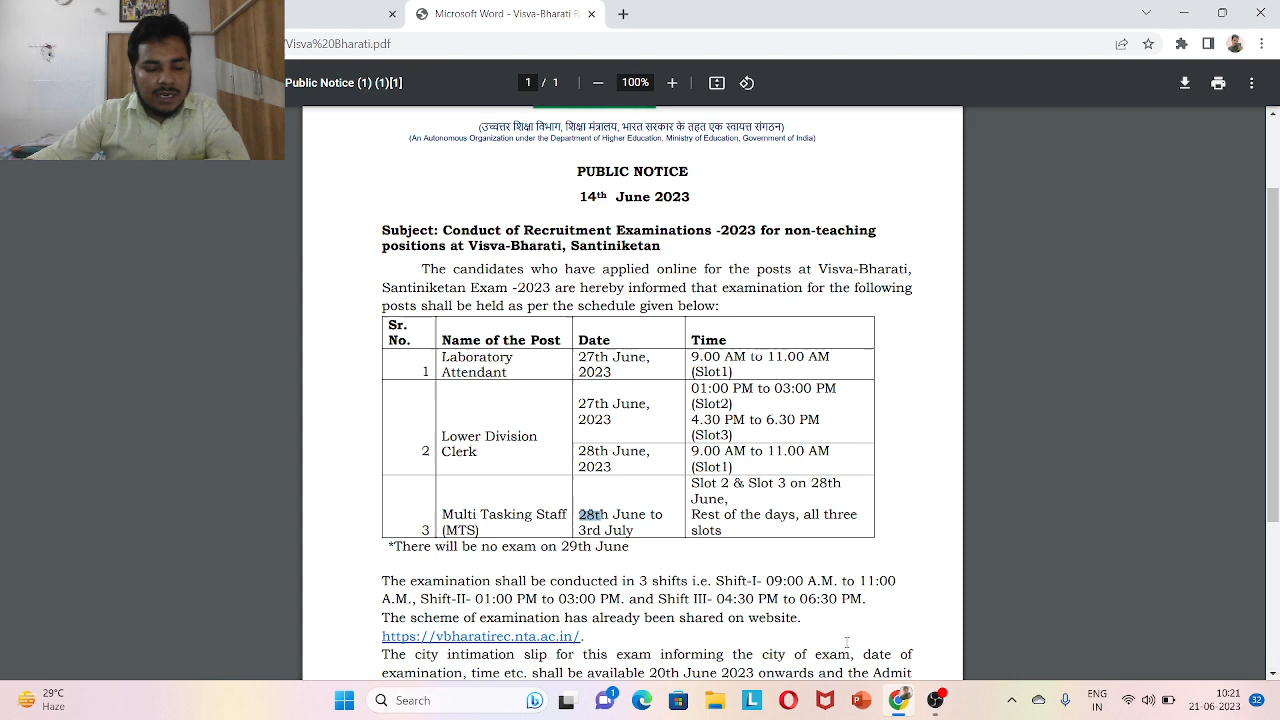 Microsoft Word - Visva-Bharati R
/Visva%20Bharati.pdf
Public Notice (1) (1)[1]
1 / 1
100%
(उच्चत्तर शिक्षा विभाग, शिक्षा मंत्रालय, भारत सरकार के तहत एक स्वायत्त संगठन)
(An Autonomous Organization under the Department of Higher Education, Ministry of Education, Government of India)
PUBLIC NOTICE
14th June 2023
Subject: Conduct of Recruitment Examinations -2023 for non-teaching
positions at Visva-Bharati, Santiniketan
The candidates who have applied online for the posts at Visva-Bharati,
Santiniketan Exam -2023 are hereby informed that examination for the following
posts shall be held as per the schedule given below:
Sr.
No. Name of the Post Date Time
Laboratory 27th June, 9.00 AM to 11.00 AM
1 Attendant 2023 (Slot1)
01:00 PM to 03:00 PM
27th June, (Slot2)
2023 4.30 PM to 6.30 PM
Lower Division (Slot3)
2 Clerk 28th June, 9.00 AM to 11.00 AM
2023 (Slot1)
Slot 2 & Slot 3 on 28th
June,
Multi Tasking Staff 28th June to Rest of the days, all three
3 (MTS) 3rd July slots
*There will be no exam on 29th June
The examination shall be conducted in 3 shifts i.e. Shift-I- 09:00 A.M. to 11:00
A.M., Shift-II- 01:00 PM to 03:00 PM. and Shift III- 04:30 PM to 06:30 PM.
The scheme of examination has already been shared on website.
https://vbharatirec.nta.ac.in/.
The city intimation slip for this exam informing the city of exam, date of
examination, time etc. shall be available 20th June 2023 onwards and the Admit
29°C
Haze
Search
1
ENG
IN
10:21
21-06-2023
32